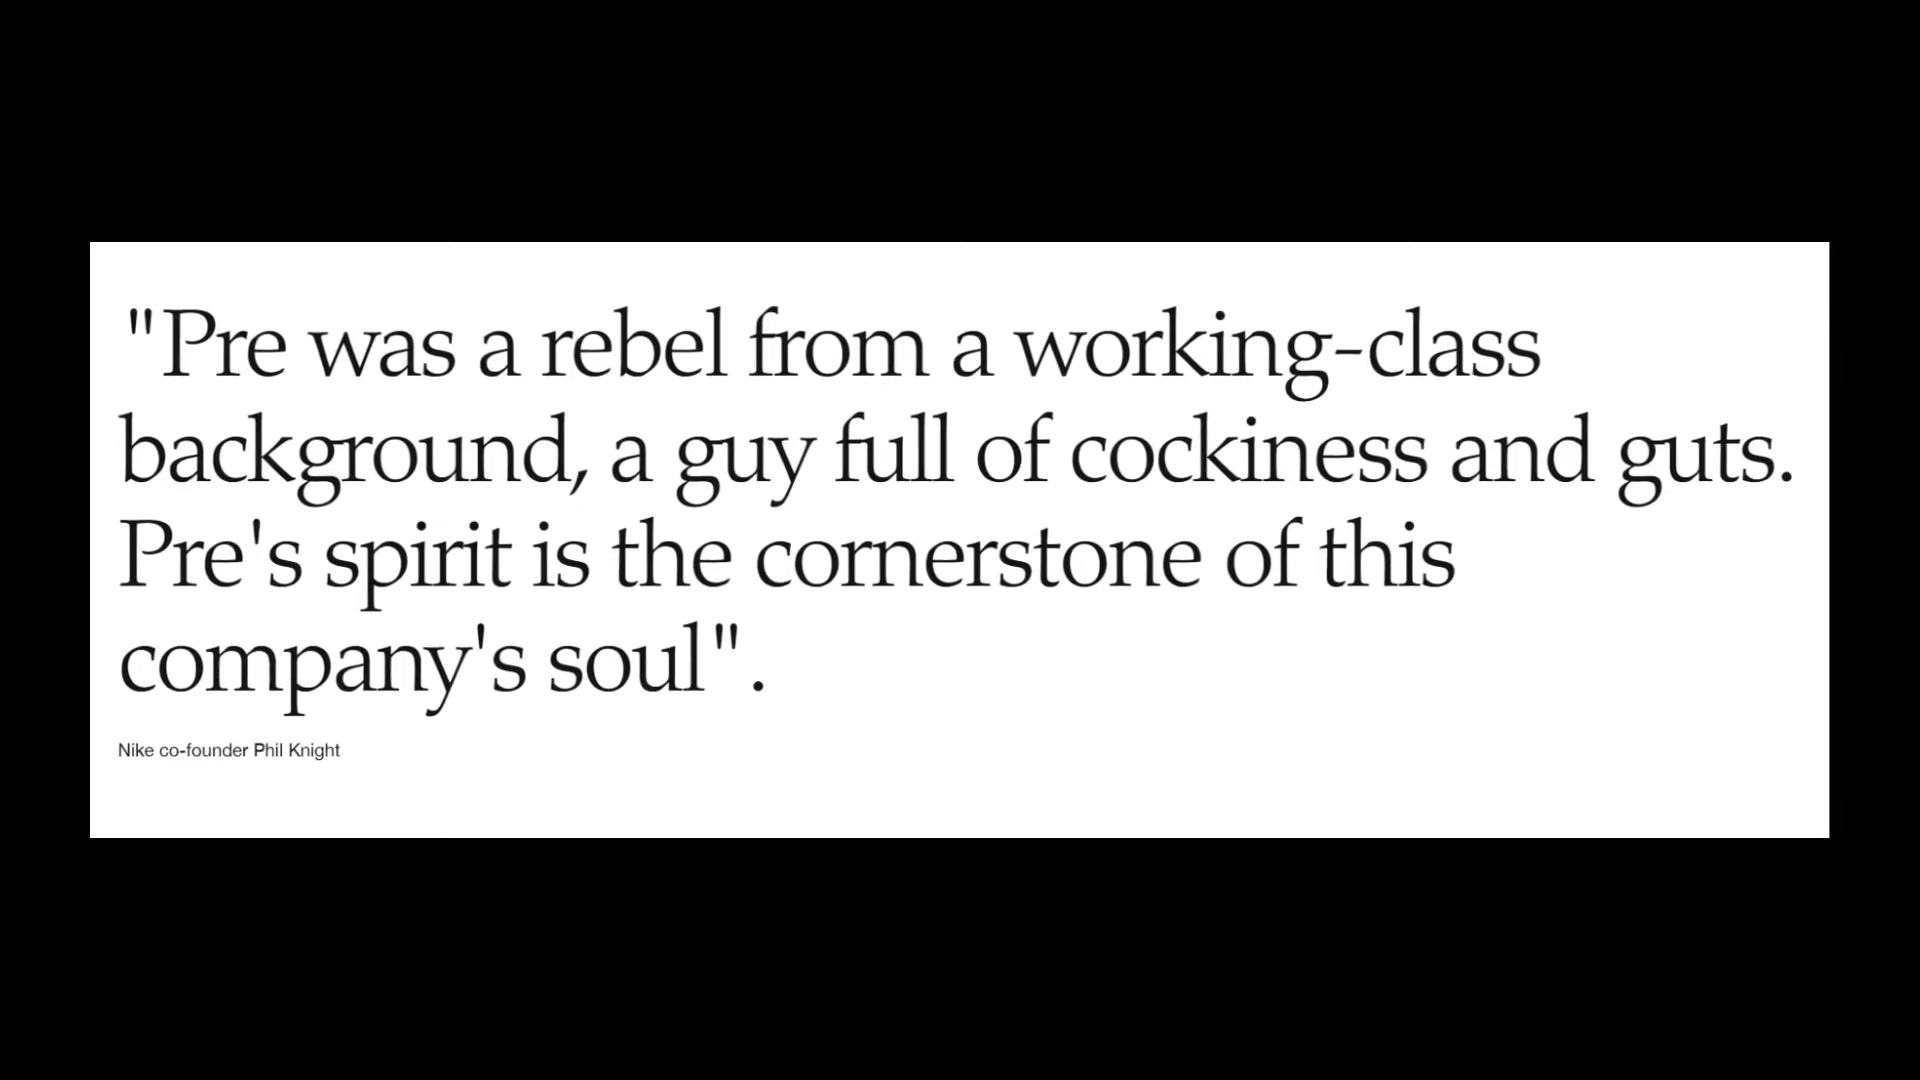 "Pre was a rebel from a working-class
background, a guy full of cockiness and guts.
Pre's spirit is the cornerstone of this
company's soul".
Nike co-founder Phil Knight